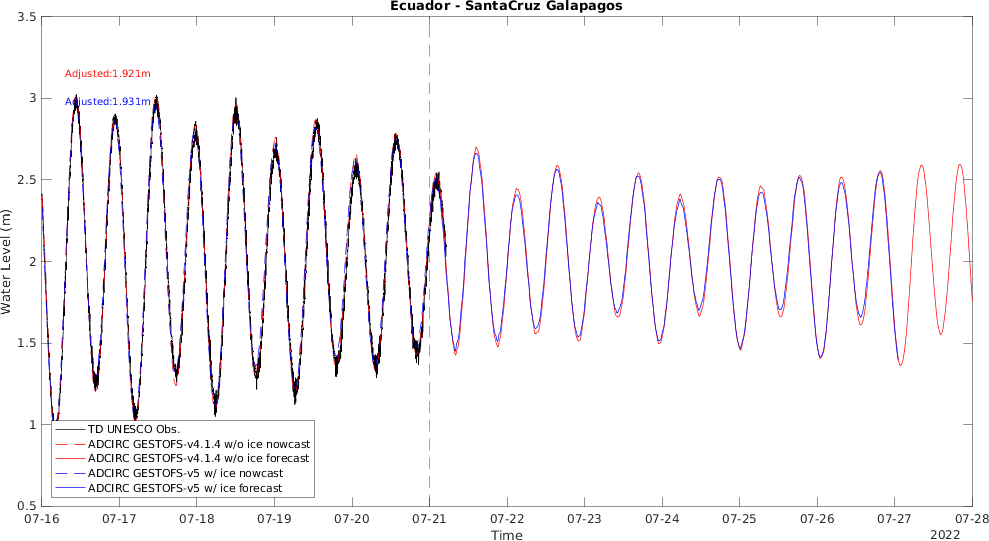 Ecuador - SantaCruz Galapagos
3.5
3
2.5
2
1.5
1
0.5
Water Level (m)
Adjusted:1.921m
Adjusted:1.931m
TD UNESCO Obs.
ADCIRC GESTOFS-v4.1.4 w/o ice nowcast
ADCIRC GESTOFS-v4.1.4 w/o ice forecast
ADCIRC GESTOFS-v5 w/ ice nowcast
ADCIRC GESTOFS-v5 w/ ice forecast
07-16 07-17 07-18 07-19 07-20 07-21 07-22 07-23 07-24 07-25 07-26 07-27 07-28
Time
2022